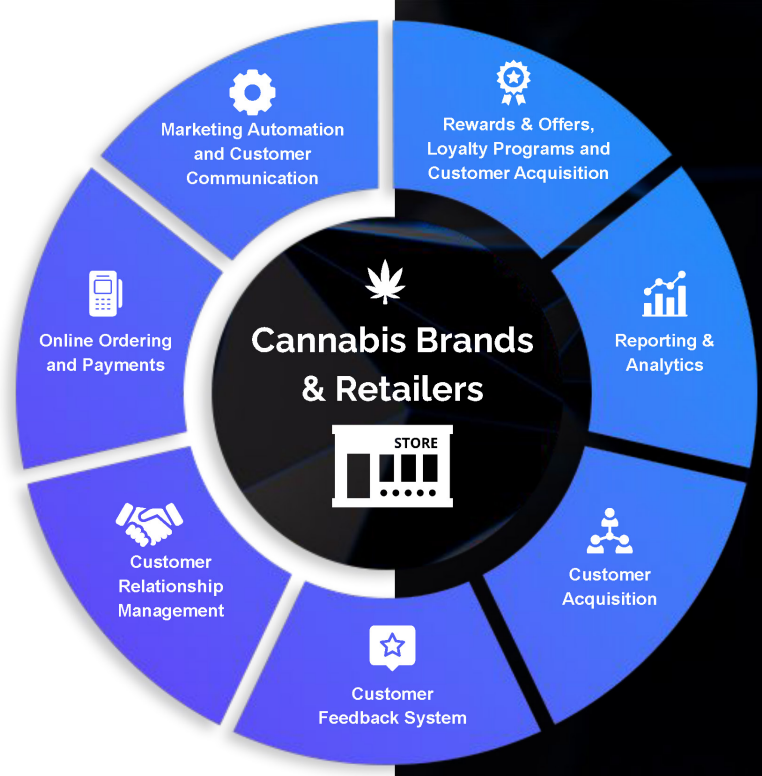 Marketing Automation
and Customer
Communication
Rewards & Offers,
Loyalty Programs and
Customer Acquisition
Online Ordering
and Payments
Cannabis Brands
& Retailers
STORE
Reporting &
Analytics
Customer
Relationship
Management
Customer
Acquisition
Customer
Feedback System